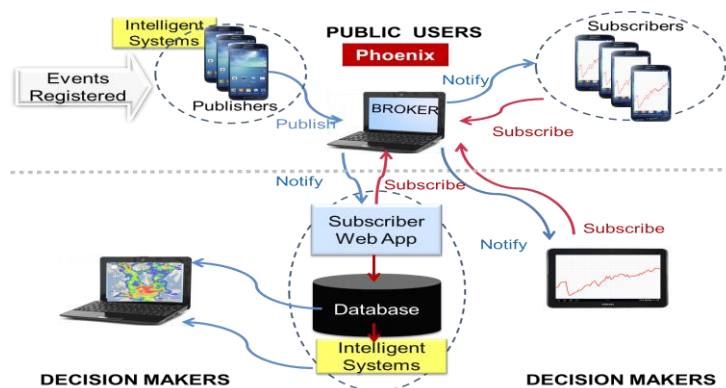 Intelligent
Systems
PUBLIC USERS
Phoenix
Subscribers
Events
Registered
Publishers
Notify
BROKER
Publish
Subscribe
Notify
Subscribe
Subscriber
Web App
Subscribe
Notify
Database
Intelligent
Systems
DECISION MAKERS
DECISION MAKERS